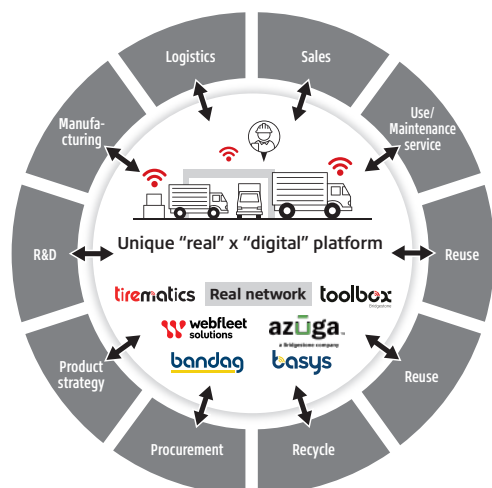 Logistics
Sales
Manufa-
cturing
Use/
Maintenance
service
R&D
Reuse
Unique “real” x “digital” platform
tirematics
Real network
toolbox
Bridgestone
webfleet
solutions
azūga™
a Bridgestone company
bandag
basys
Product
strategy
Reuse
Procurement
Recycle